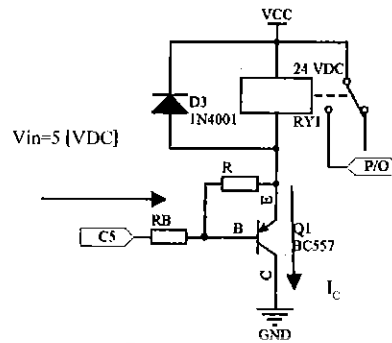 VCC
24 VDC
D3
1N4001
RY1
Vin=5 [VDC]
P/O
R
E
RB
C5
B
Q1
BC557
C
I_C
GND